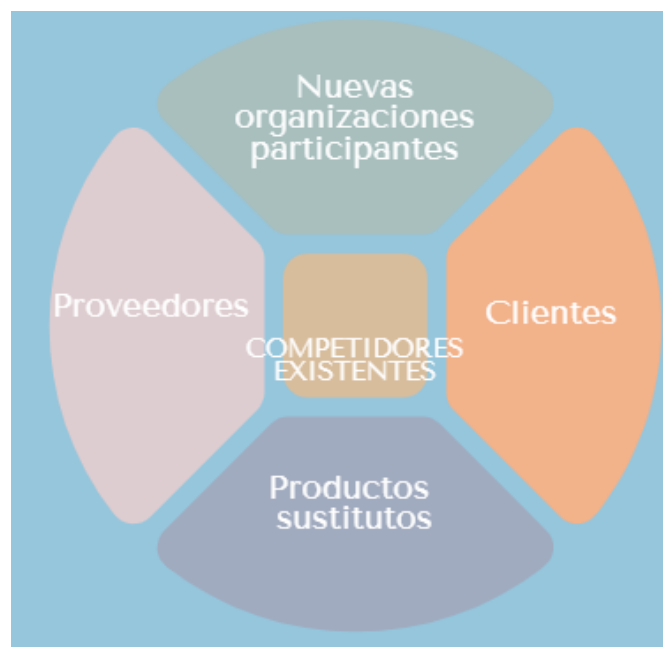 Nuevas
organizaciones
participantes
Proveedores
Clientes
COMPETIDORES
EXISTENTES
Productos
sustitutos